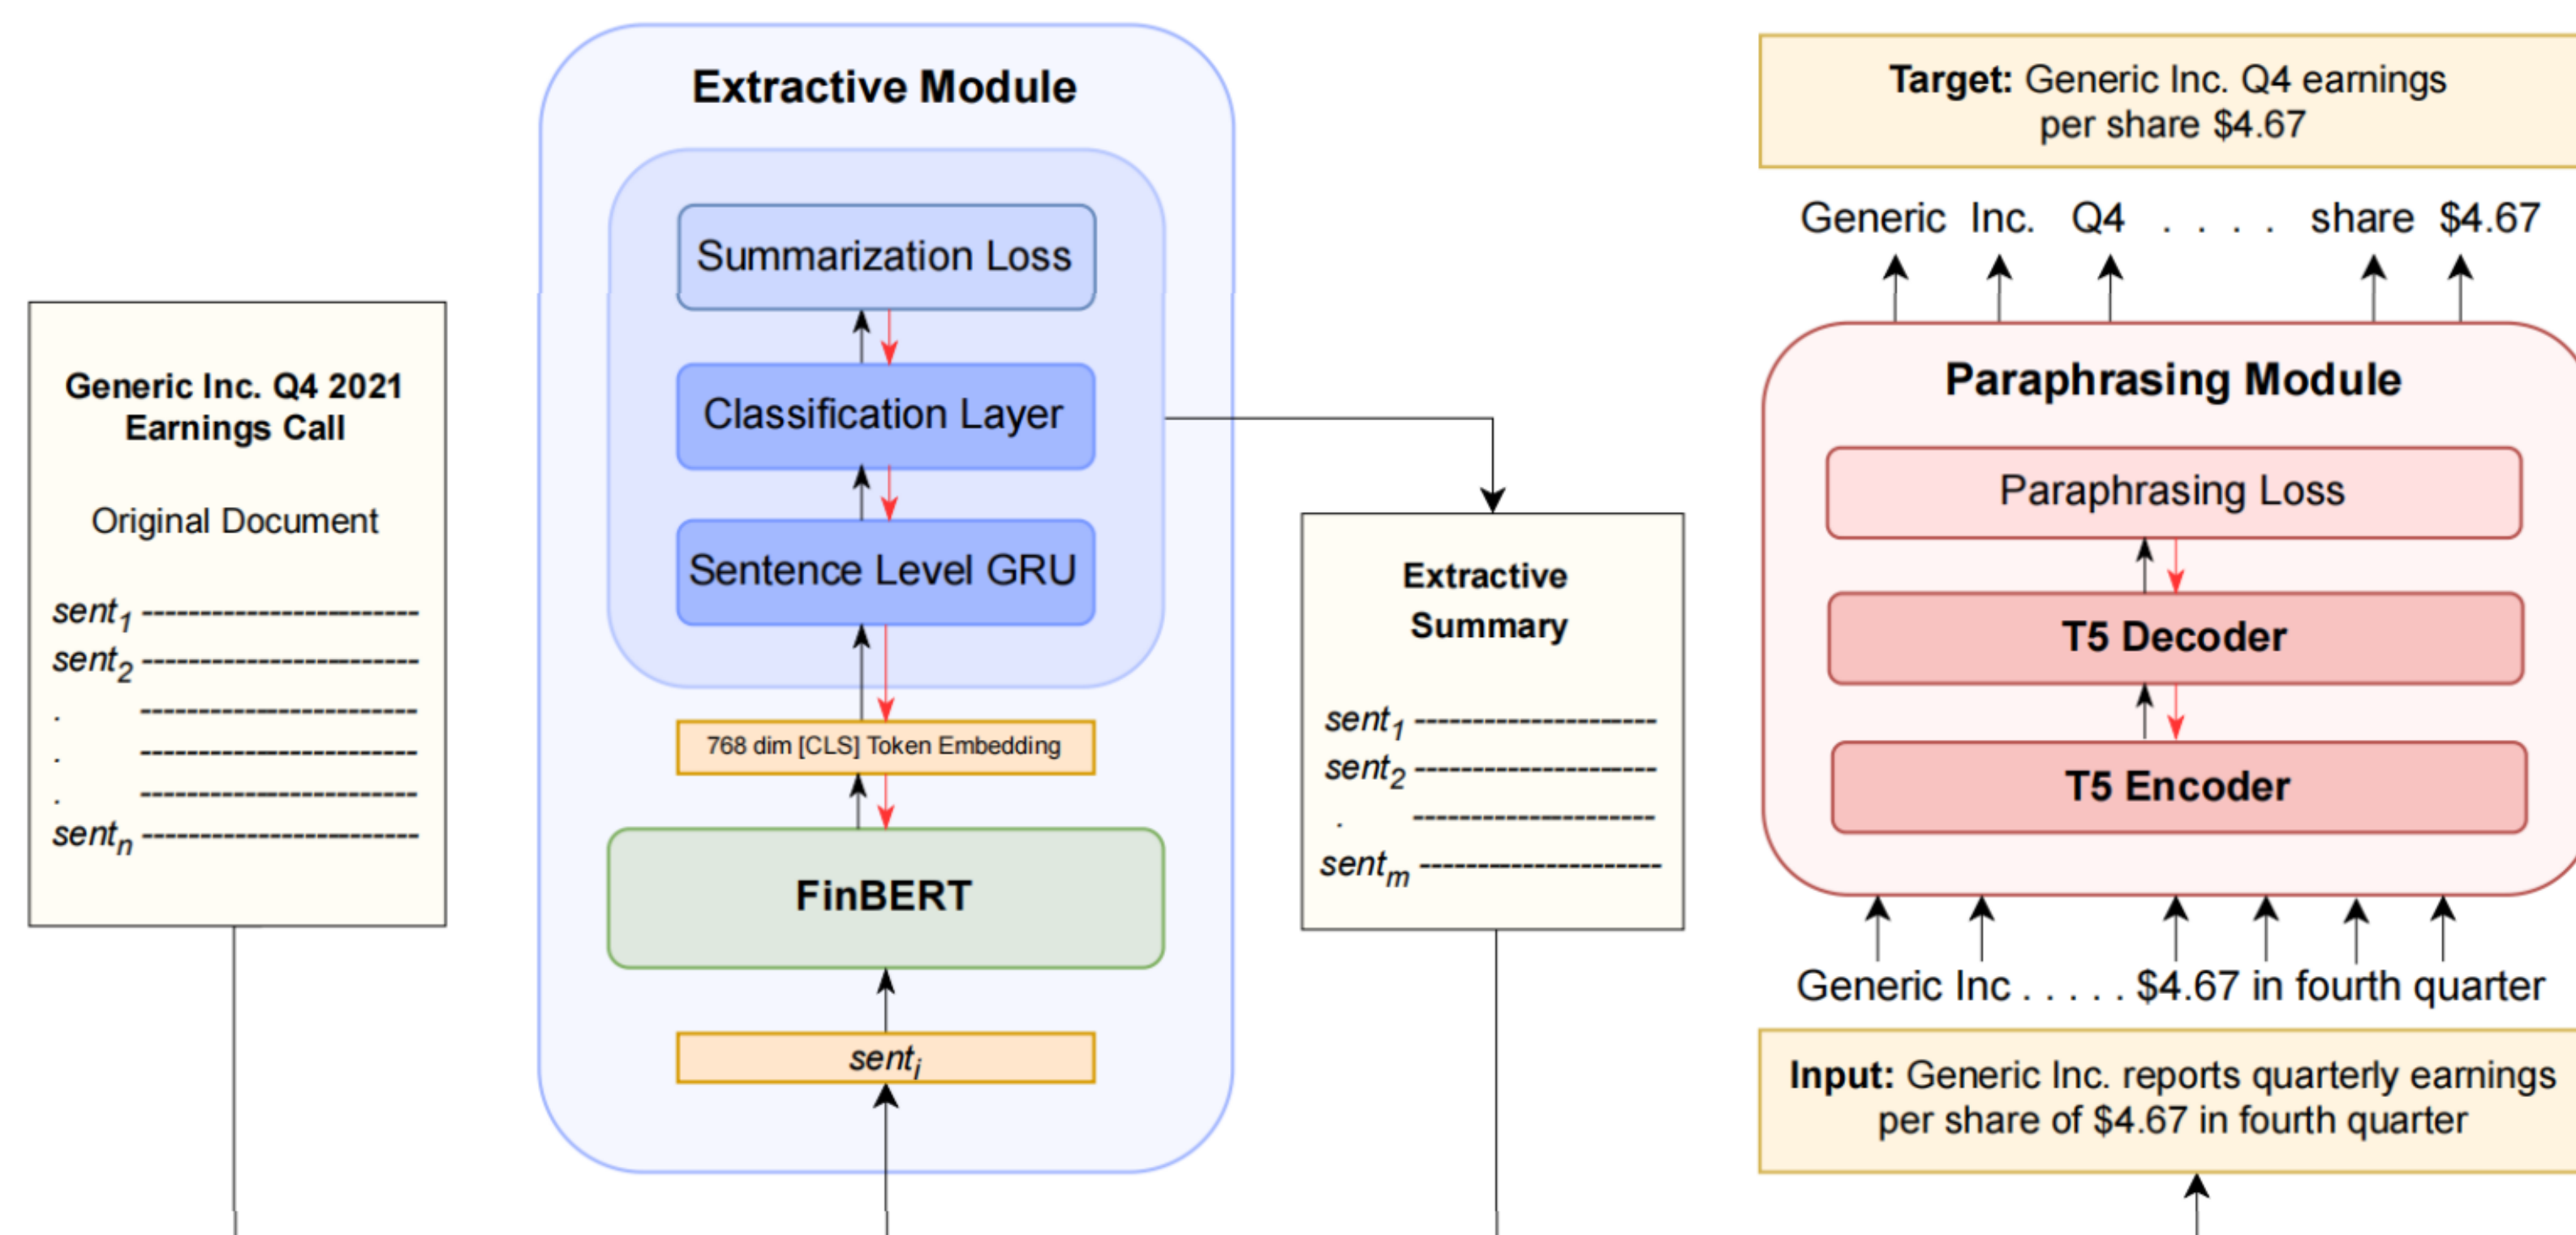 Generic Inc. Q4 2021
Earnings Call
Original Document
sent1
sent2
.
.
.
sentn
Extractive Module
Summarization Loss
Classification Layer
Sentence Level GRU
768 dim [CLS] Token Embedding
FinBERT
senti
Extractive
Summary
sent1
sent2
.
sentm
Target: Generic Inc. Q4 earnings
per share $4.67
Generic Inc. Q4 . . . . share $4.67
Paraphrasing Module
Paraphrasing Loss
T5 Decoder
T5 Encoder
Generic Inc . . . . . $4.67 in fourth quarter
Input: Generic Inc. reports quarterly earnings
per share of $4.67 in fourth quarter